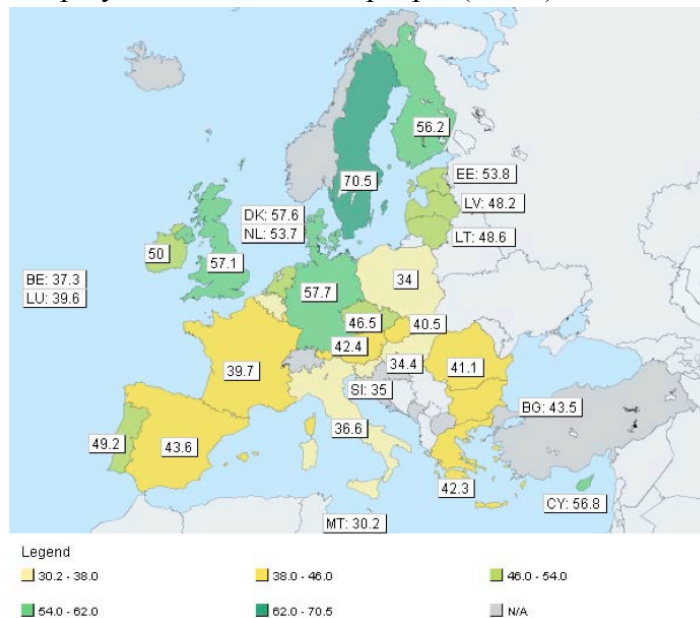 56.2
70.5
EE: 53.8
LV: 48.2
LT: 48.6
DK: 57.6
NL: 53.7
50
57.1
BE: 37.3
LU: 39.6
57.7
34
46.5
40.5
42.4
39.7
34.4
41.1
SI: 35
BG: 43.5
36.6
49.2
43.6
42.3
CY: 56.8
MT: 30.2
Legend
30.2 - 38.0
38.0 - 46.0
46.0 - 54.0
54.0 - 62.0
62.0 - 70.5
N/A